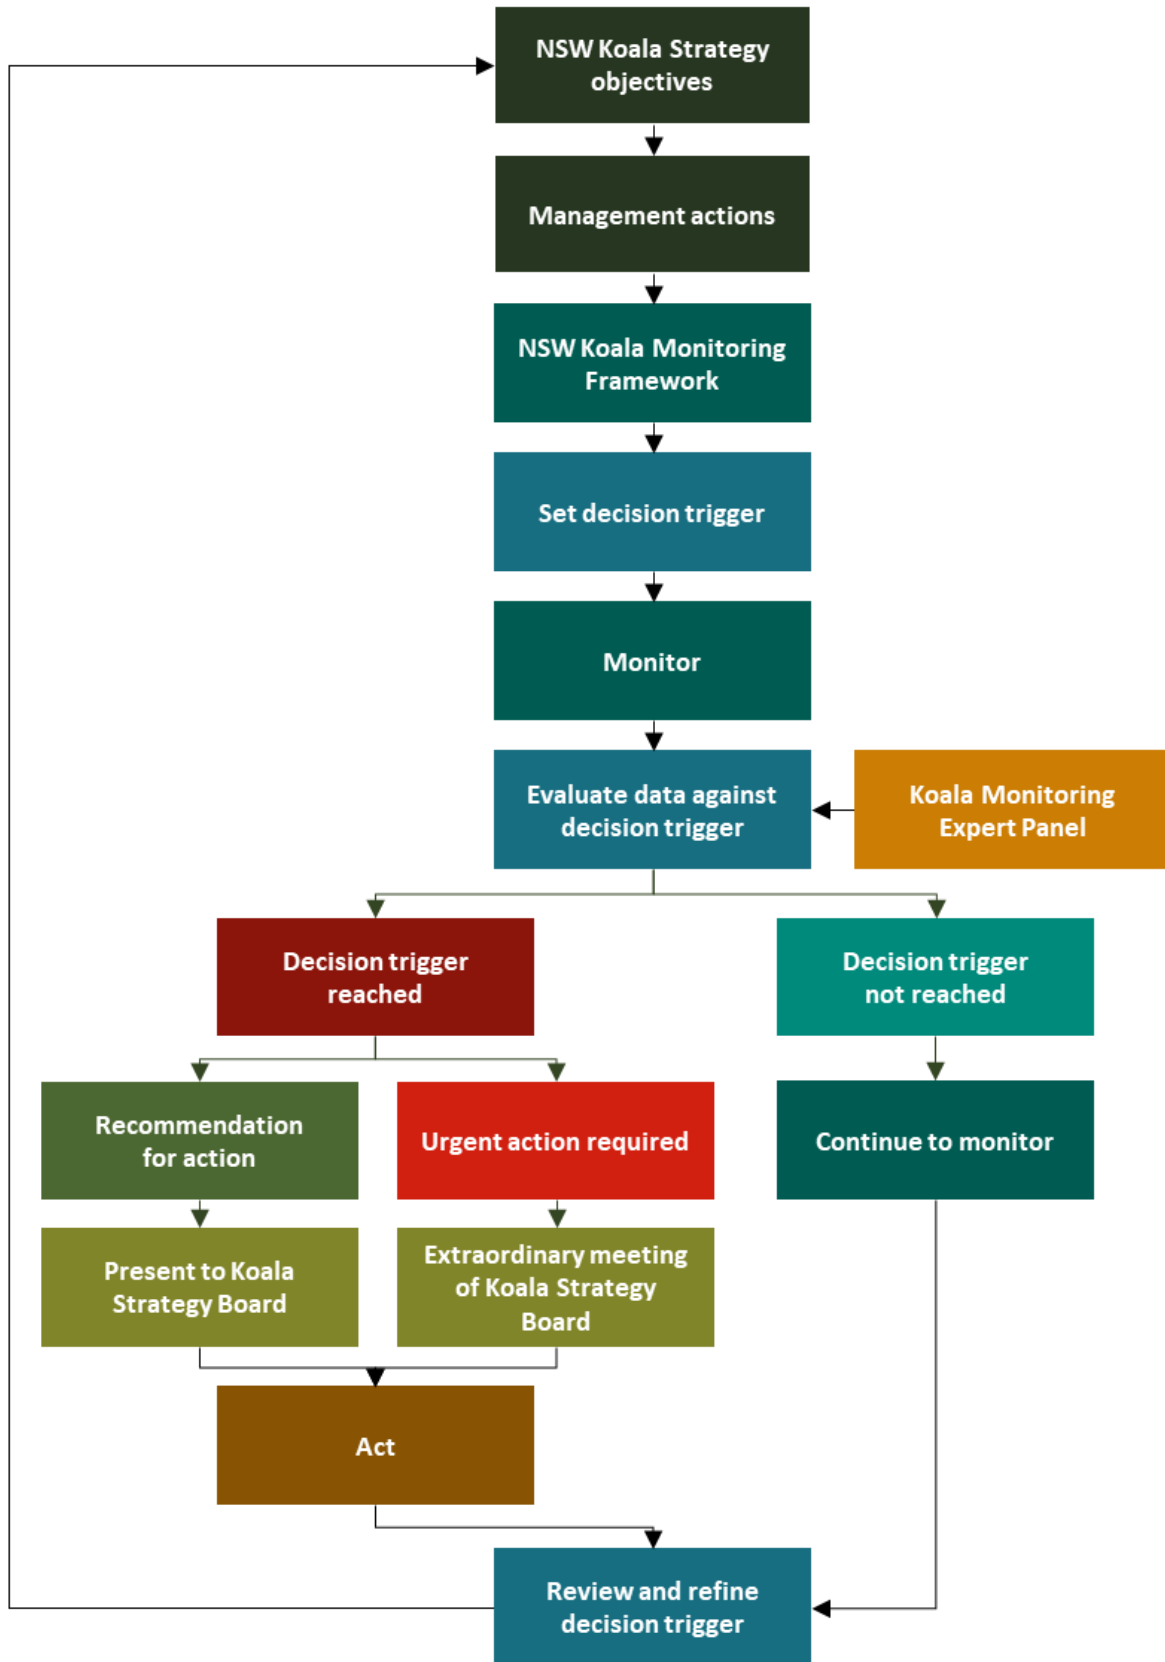 NSW Koala Strategy
objectives
Management actions
NSW Koala Monitoring
Framework
Set decision trigger
Monitor
Evaluate data against
decision trigger
Koala Monitoring
Expert Panel
Decision trigger
reached
Decision trigger
not reached
Recommendation
for action
Urgent action required
Continue to monitor
Present to Koala
Strategy Board
Extraordinary meeting
of Koala Strategy
Board
Act
Review and refine
decision trigger